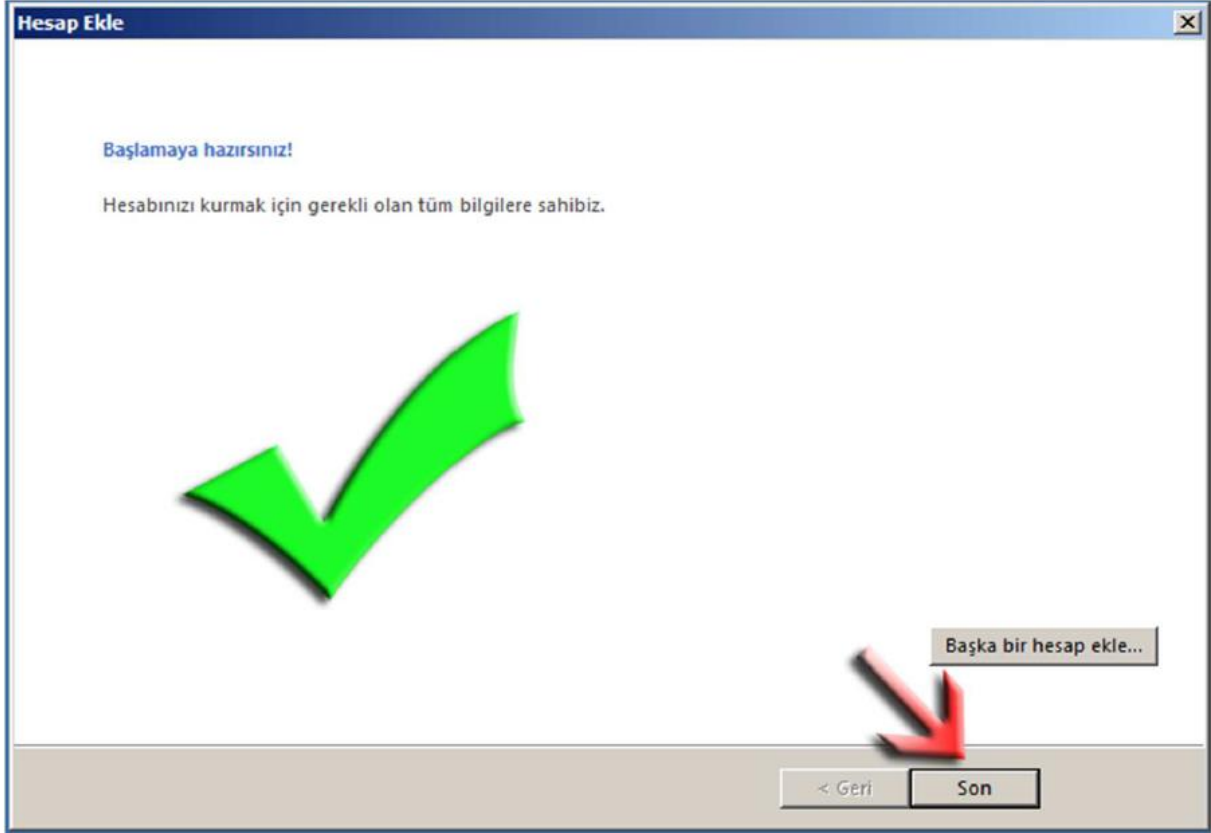 Hesap Ekle
Başlamaya hazırsınız!
Hesabınızı kurmak için gerekli olan tüm bilgilere sahibiz.
Başka bir hesap ekle...
< Geri
Son